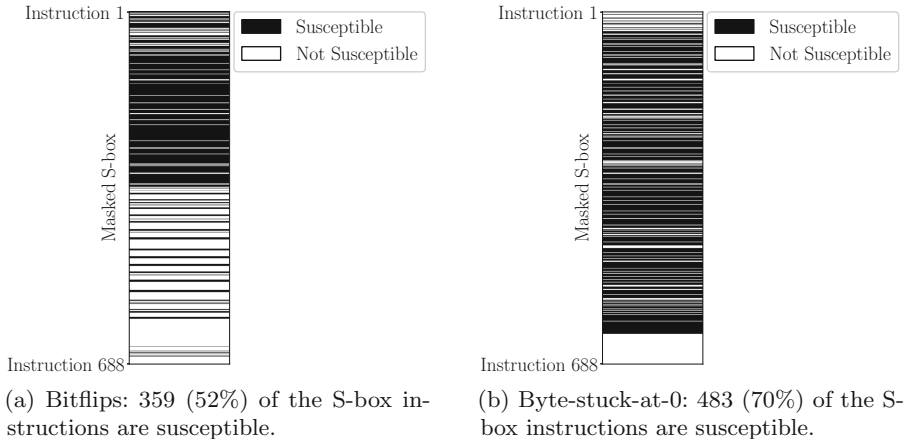 Instruction 1
Susceptible
Not Susceptible
Masked S-box
Instruction 688
(a) Bitflips: 359 (52%) of the S-box in-
structions are susceptible.
Instruction 1
Susceptible
Not Susceptible
Masked S-box
Instruction 688
(b) Byte-stuck-at-0: 483 (70%) of the S-
box instructions are susceptible.